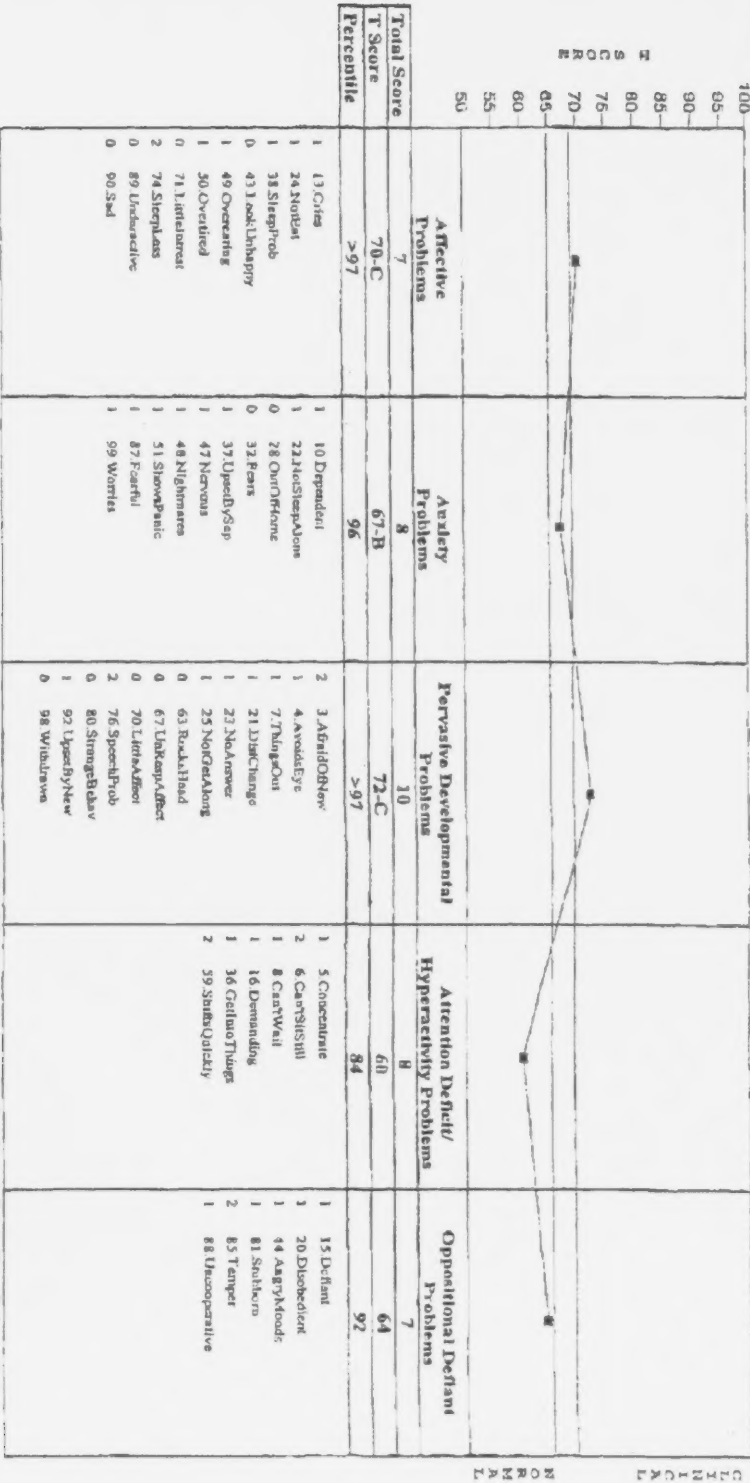 T SCORE
100
95
90
85
80
75
70
65
60
55
50
CLINICAL
NORMAL
Affective Problems
Anxiety Problems
Pervasive Developmental Problems
Attention Deficit/ Hyperactivity Problems
Oppositional Defiant Problems
Total Score 7 8 10 8 7
T Score 70-C 67-B 72-C 60 64
Percentile >97 96 >97 84 92
1 13.Cries
1 24.NotEat
1 38.SleepProb
0 43.LookUnhappy
1 49.Overeating
1 50.Overtired
0 71.LittleInterest
2 74.SleepLess
0 89.Underactive
0 90.Sad
1 10.Dependent
1 22.NotSleepAlone
0 28.OutOfHome
0 32.Fears
1 37.UpsetBySep
1 47.Nervous
1 48.Nightmares
1 51.ShowsPanic
1 87.Fearful
1 99.Worries
2 3.AfraidOfNew
1 4.AvoidsEye
1 7.ThingsOut
1 21.DistChange
1 23.NoAnswer
1 25.NotGetAlong
0 63.RocksHead
0 67.UnRespAffect
0 70.LittleAffect
2 76.SpeechProb
0 80.StrangeBehav
1 92.UpsetByNew
0 98.Withdrawn
1 5.Concentrate
2 6.Can'tSitStill
1 8.Can'tWait
1 16.Demanding
1 36.GetIntoThings
2 59.ShiftsQuickly
1 15.Defiant
1 20.Disobedient
1 44.AngryMoods
1 81.Stubborn
2 85.Temper
1 88.Uncooperative